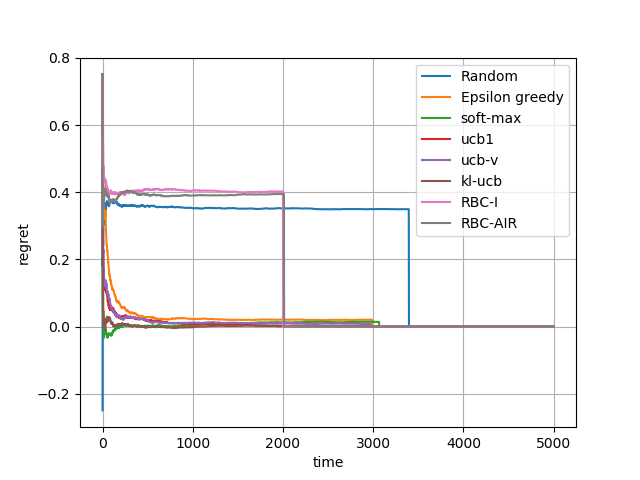 0.8
0.6
0.4
0.2
0.0
−0.2
regret
0
1000
2000
3000
4000
5000
time
Random
Epsilon greedy
soft-max
ucb1
ucb-v
kl-ucb
RBC-I
RBC-AIR